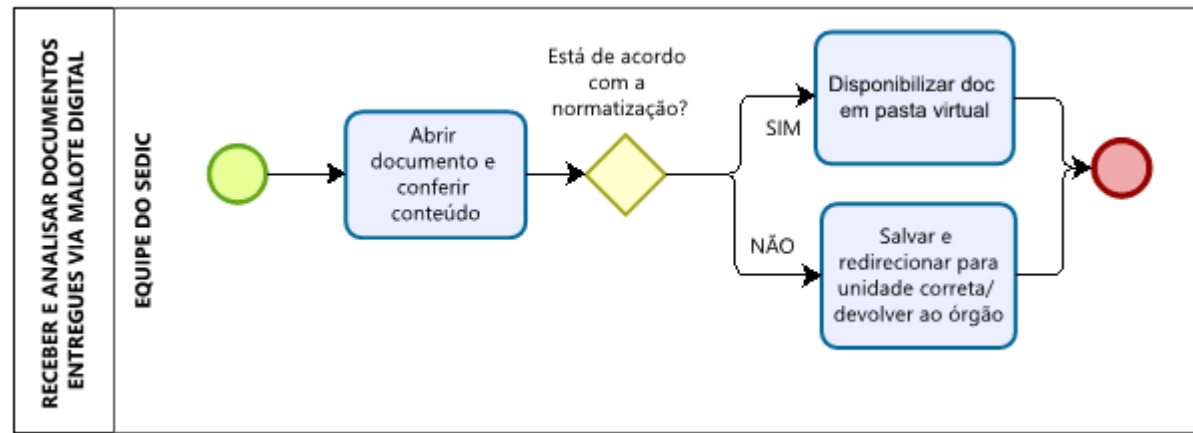 RECEBER E ANALISAR DOCUMENTOS
ENTREGUES VIA MALOTE DIGITAL
EQUIPE DO SEDIC
Abrir
documento e
conferir
conteúdo
Está de acordo
com a
normatização?
SIM
Disponibilizar doc
em pasta virtual
NÃO
Salvar e
redirecionar para
unidade correta/
devolver ao órgão